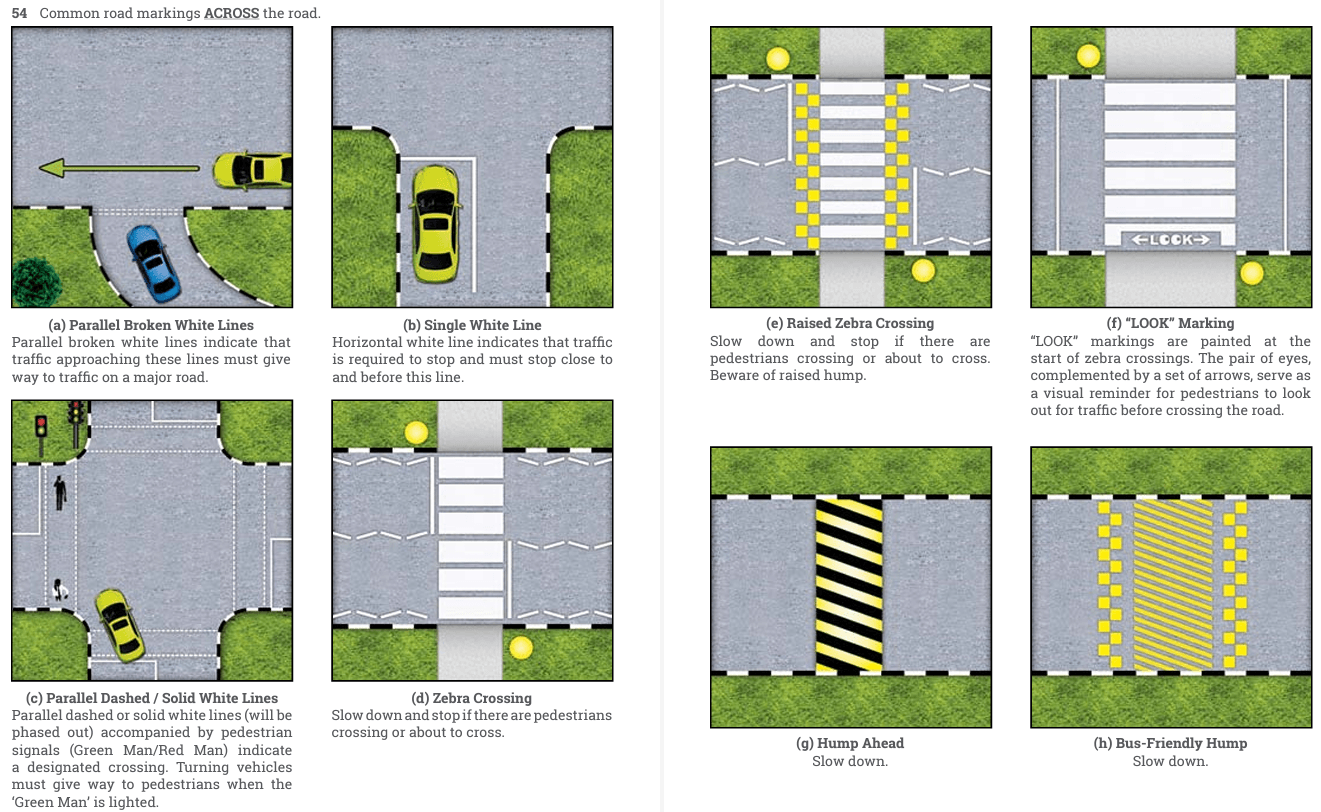 54 Common road markings ACROSS the road.
(a) Parallel Broken White Lines
Parallel broken white lines indicate that
traffic approaching these lines must give
way to traffic on a major road.
(b) Single White Line
Horizontal white line indicates that traffic
is required to stop and must stop close to
and before this line.
(c) Parallel Dashed / Solid White Lines
Parallel dashed or solid white lines (will be
phased out) accompanied by pedestrian
signals (Green Man/Red Man) indicate
a designated crossing. Turning vehicles
must give way to pedestrians when the
‘Green Man’ is lighted.
(d) Zebra Crossing
Slow down and stop if there are pedestrians
crossing or about to cross.
(e) Raised Zebra Crossing
Slow down and stop if there are
pedestrians crossing or about to cross.
Beware of raised hump.
LOOK
(f) “LOOK” Marking
“LOOK” markings are painted at the
start of zebra crossings. The pair of eyes,
complemented by a set of arrows, serve as
a visual reminder for pedestrians to look
out for traffic before crossing the road.
(g) Hump Ahead
Slow down.
(h) Bus-Friendly Hump
Slow down.